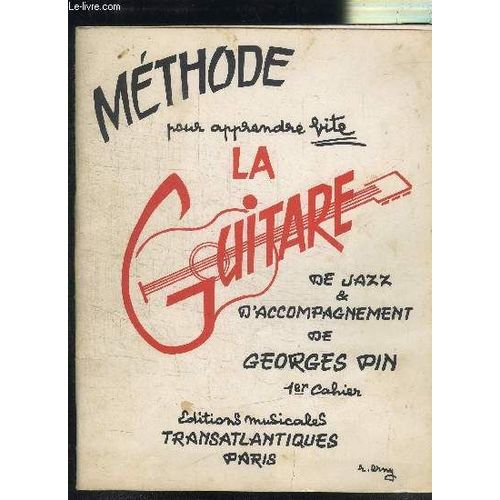 Le-livre.com
MÉTHODE
pour apprendre vite
LA
GUITARE
DE JAZZ
&
D'ACCOMPAGNEMENT
DE
GEORGES PIN
1er Cahier
Editions musicales
TRANSATLANTIQUES
PARIS
r. erny